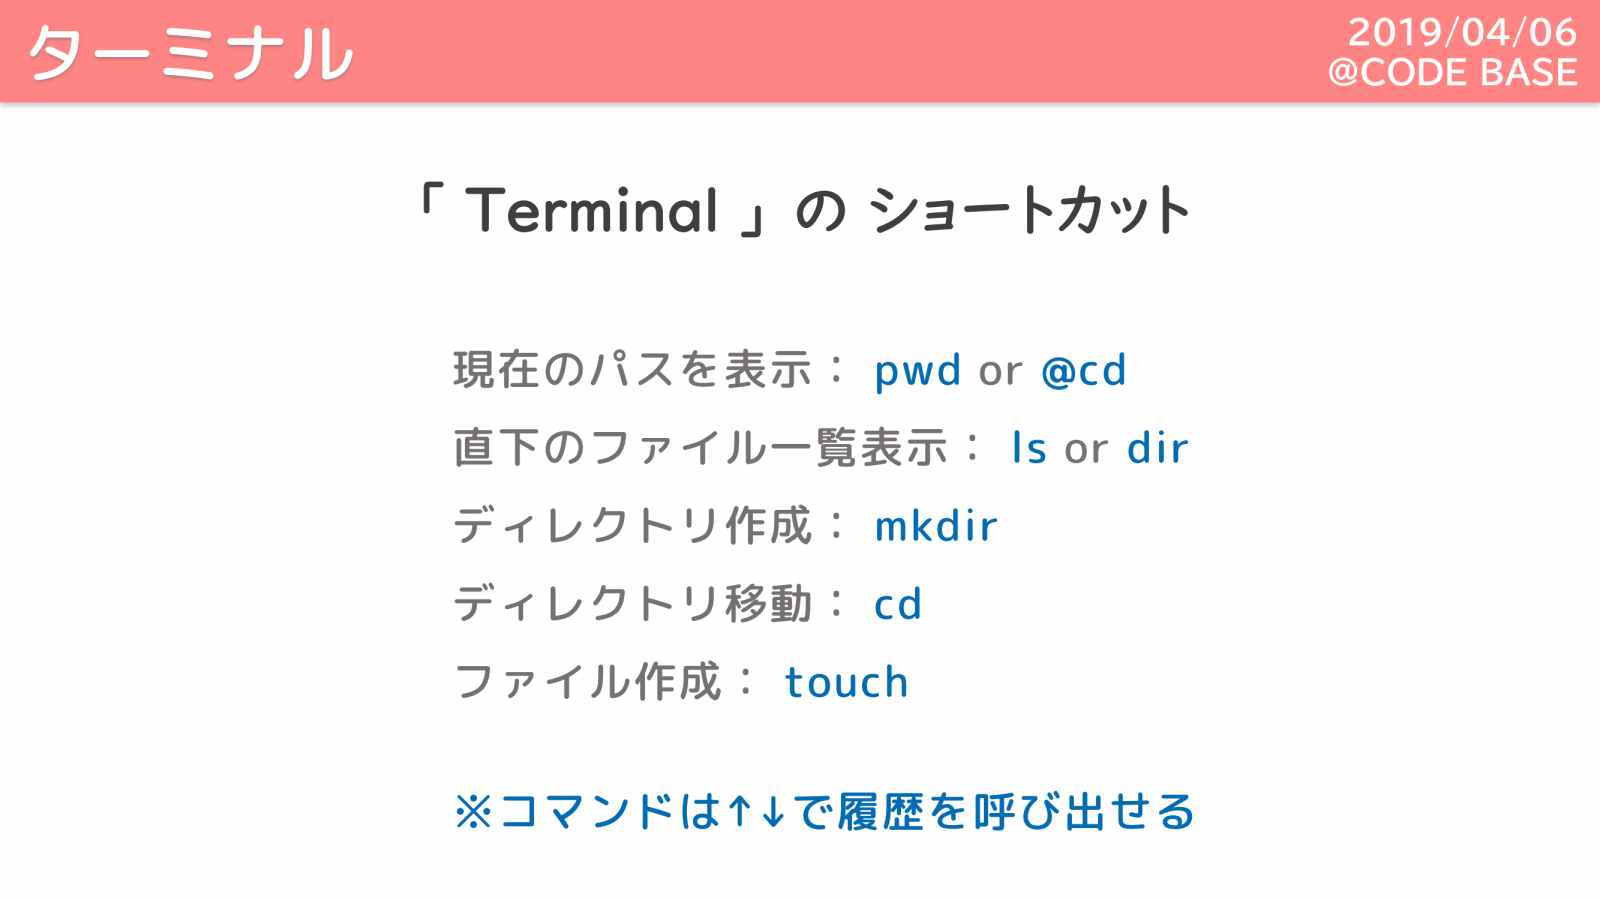 ターミナル
2019/04/06
@CODE BASE
「 Terminal 」 の ショートカット
現在のパスを表示： pwd or @cd
直下のファイル一覧表示： ls or dir
ディレクトリ作成： mkdir
ディレクトリ移動： cd
ファイル作成： touch
※コマンドは↑↓で履歴を呼び出せる